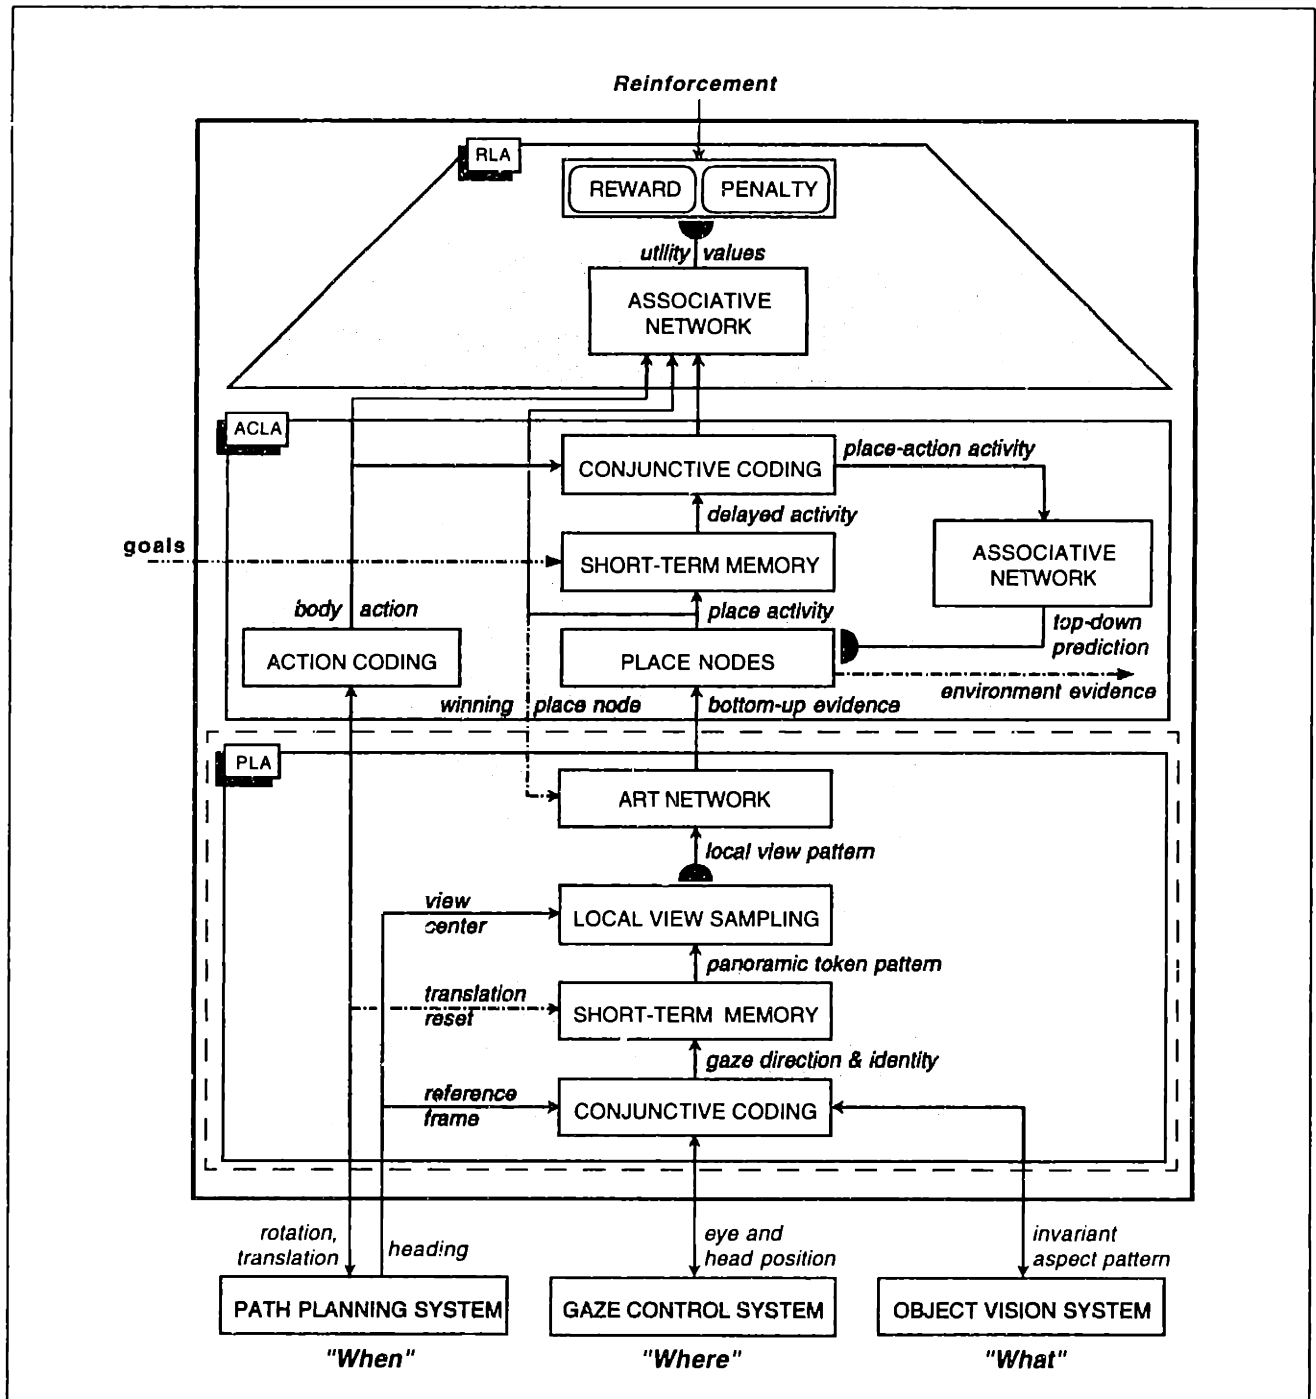 Reinforcement
RLA
REWARD PENALTY
utility values
ASSOCIATIVE
NETWORK
ACLA
CONJUNCTIVE CODING
place-action activity
delayed activity
goals
SHORT-TERM MEMORY
ASSOCIATIVE
NETWORK
body action
place activity
top-down
prediction
ACTION CODING
PLACE NODES
environment evidence
winning place node
bottom-up evidence
PLA
ART NETWORK
local view pattern
view
center
LOCAL VIEW SAMPLING
panoramic token pattern
translation
reset
SHORT-TERM MEMORY
gaze direction & identity
reference
frame
CONJUNCTIVE CODING
rotation,
translation
heading
eye and
head position
invariant
aspect pattern
PATH PLANNING SYSTEM
GAZE CONTROL SYSTEM
OBJECT VISION SYSTEM
"When"
"Where"
"What"